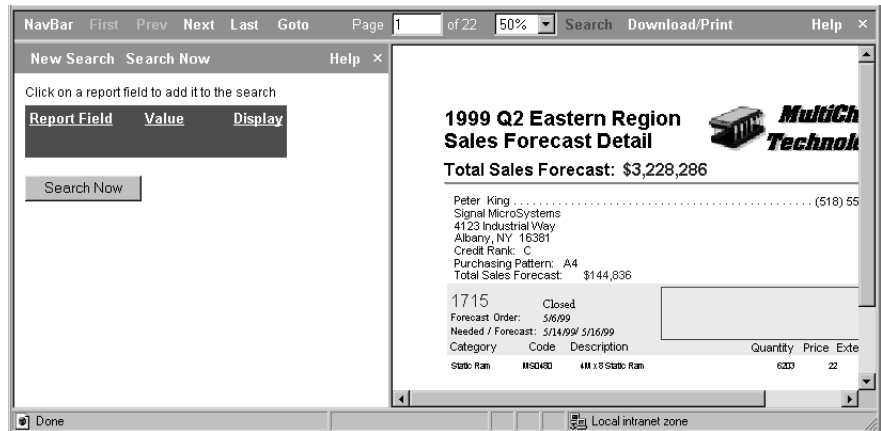 NavBar First Prev Next Last Goto Page 1 of 22 50% Search Download/Print Help ×
New Search Search Now Help ×
Click on a report field to add it to the search
Report Field Value Display
Search Now
1999 Q2 Eastern Region
Sales Forecast Detail
MultiCh
Technolo
Total Sales Forecast: $3,228,286
Peter King . . . . . . . . . . . . . . . . . . . . . . . . . . . . . . . . . . . . . . . . . . . . . . . . . . . . (518) 55
Signal MicroSystems
4123 Industrial Way
Albany, NY 16381
Credit Rank: C
Purchasing Pattern: A4
Total Sales Forecast: $144,836
1715 Closed
Forecast Order: 5/6/99
Needed / Forecast: 5/14/99/ 5/16/99
Category Code Description Quantity Price Exte
Static Ram MS0480 4M x 8 Static Ram 6203 22
Done Local intranet zone